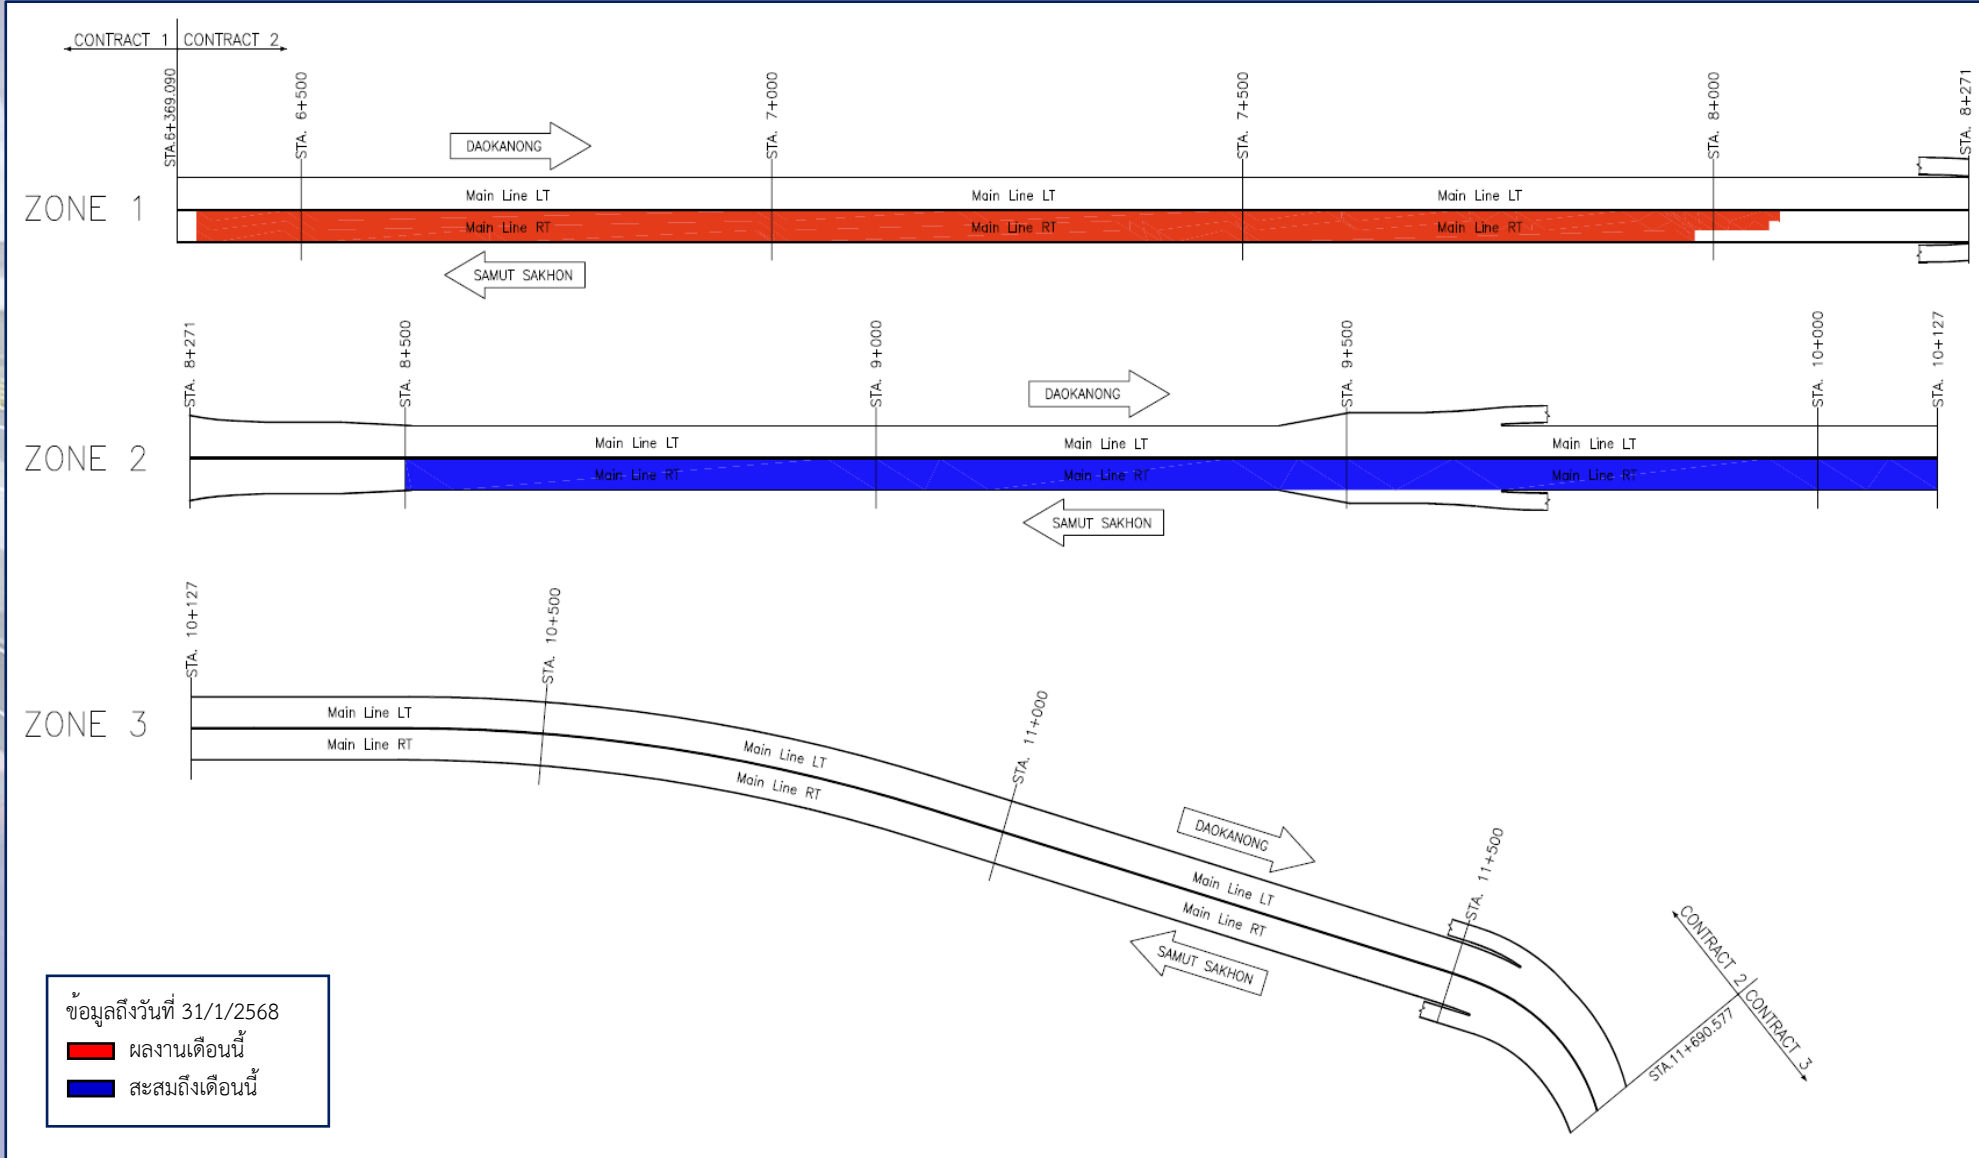 CONTRACT 1 CONTRACT 2
STA.6+369.090
STA. 6+500
STA. 7+000
STA. 7+500
STA. 8+000
STA. 8+271
DAOKANONG
ZONE 1
Main Line LT
Main Line LT
Main Line LT
Main Line RT
Main Line RT
Main Line RT
SAMUT SAKHON
STA. 8+271
STA. 8+500
STA. 9+000
STA. 9+500
STA. 10+000
STA. 10+127
DAOKANONG
ZONE 2
Main Line LT
Main Line LT
Main Line LT
Main Line RT
Main Line RT
Main Line RT
SAMUT SAKHON
STA. 10+127
STA. 10+500
STA. 11+000
STA. 11+500
ZONE 3
Main Line LT
Main Line RT
Main Line LT
Main Line RT
DAOKANONG
Main Line LT
Main Line RT
SAMUT SAKHON
CONTRACT 2
CONTRACT 3
STA.11+690.577
ข้อมูลถึงวันที่ 31/1/2568
ผลงานเดือนนี้
สะสมถึงเดือนนี้